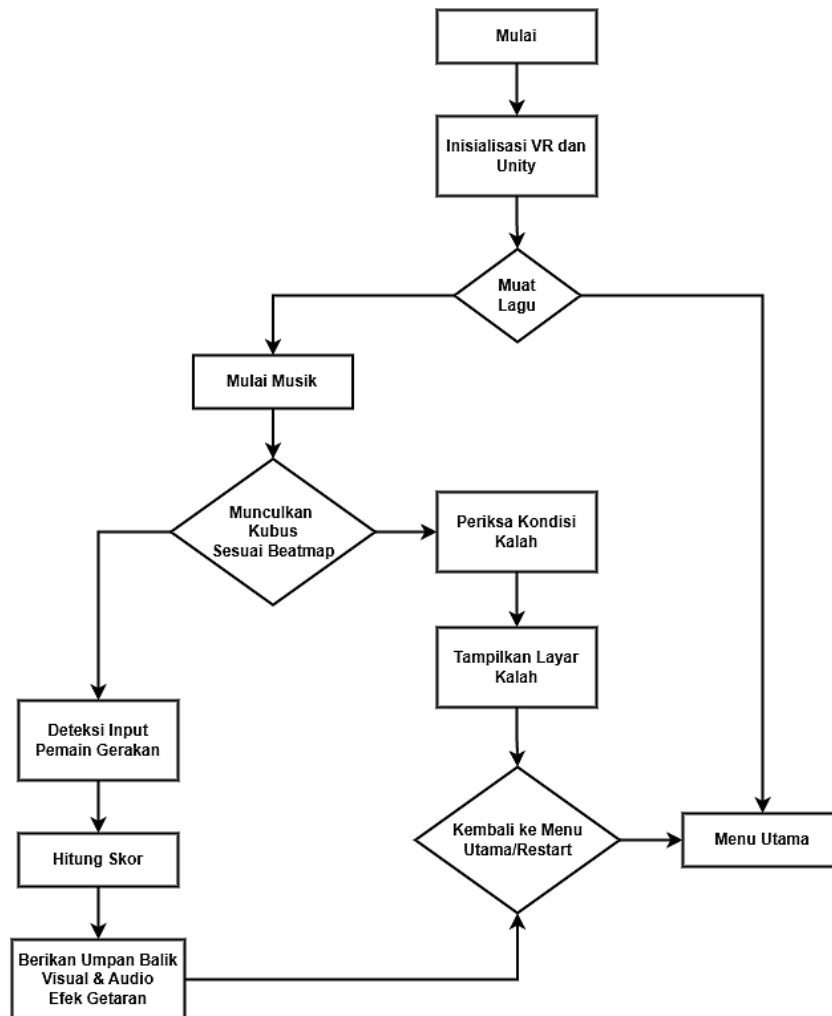 Mulai
Inisialisasi VR dan
Unity
Muat
Lagu
Mulai Musik
Munculkan
Kubus
Sesuai Beatmap
Periksa Kondisi
Kalah
Tampilkan Layar
Kalah
Deteksi Input
Pemain Gerakan
Kembali ke Menu
Utama/Restart
Menu Utama
Hitung Skor
Berikan Umpan Balik
Visual & Audio
Efek Getaran